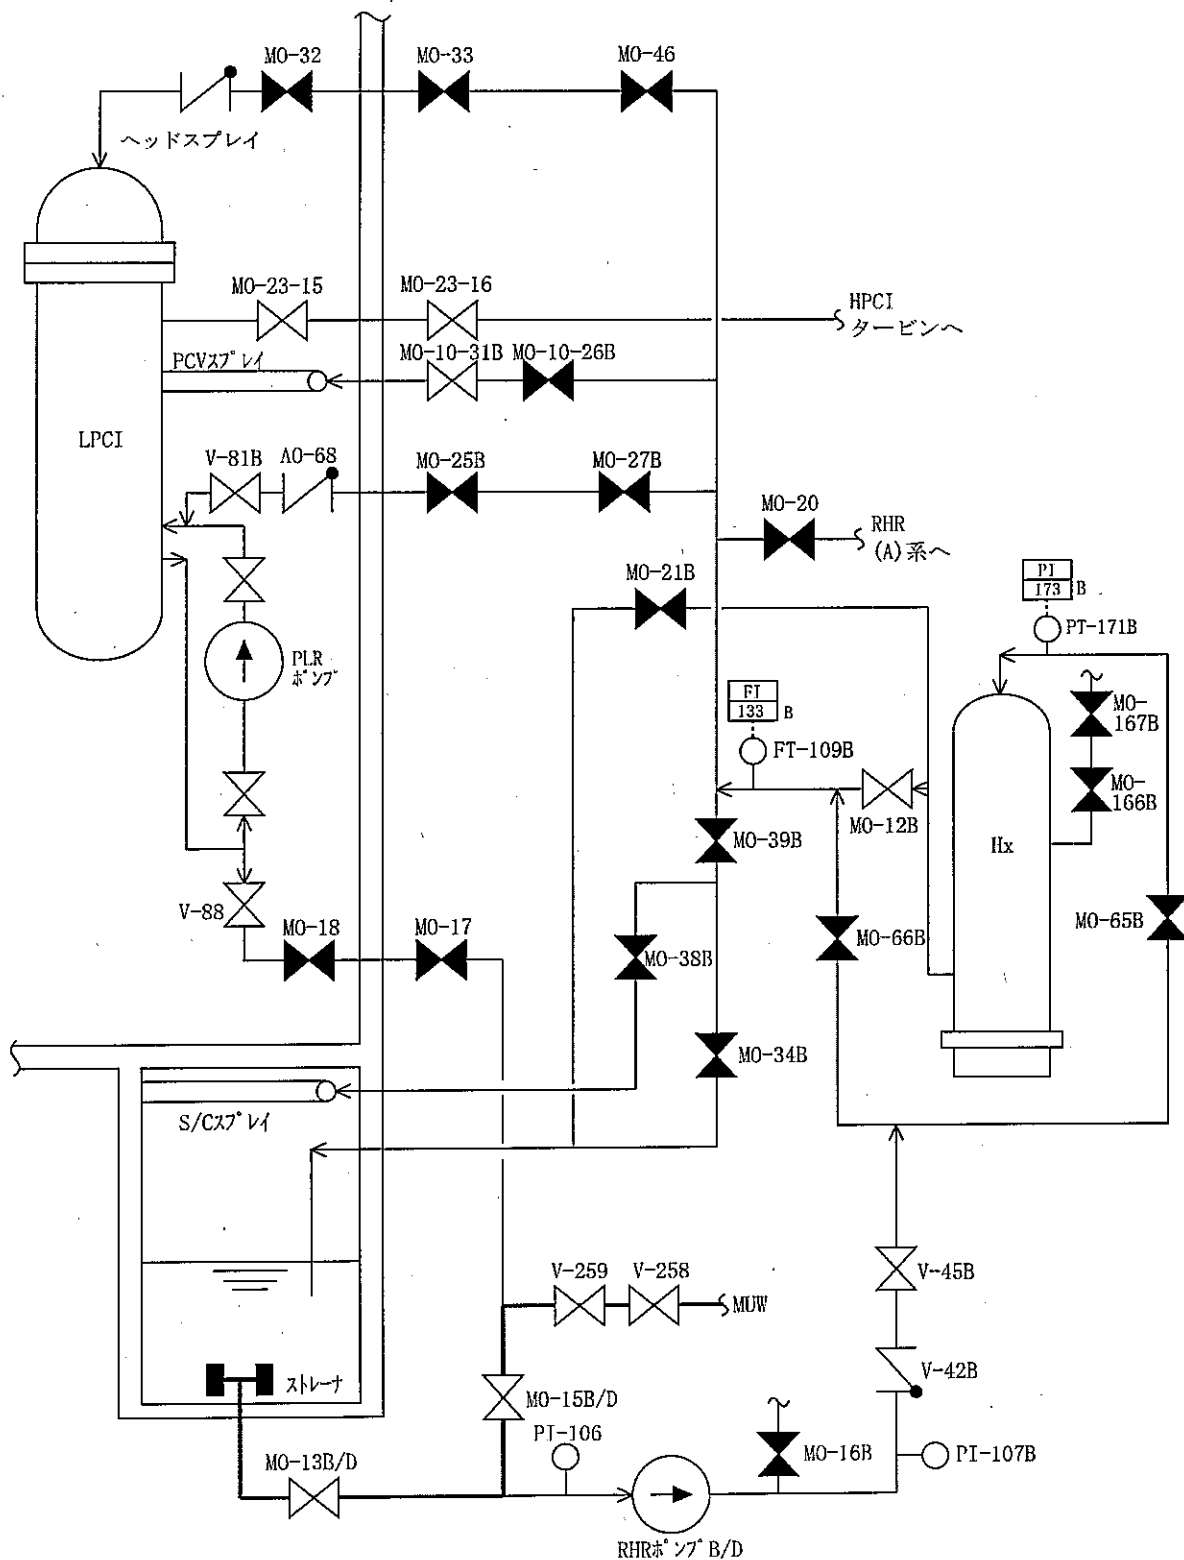 MO-32
MO-33
MO-46
ヘッドスプレイ
MO-23-15
MO-23-16
HPCI
タービンへ
PCVスプレイ
MO-10-31B
MO-10-26B
LPCI
V-81B
AO-68
MO-25B
MO-27B
MO-20
RHR
(A)系へ
MO-21B
PI
173
B
PT-171B
PLR
ポンプ
FI
133
B
FT-109B
MO-
167B
MO-
166B
MO-12B
MO-39B
Hx
V-88
MO-18
MO-17
MO-38B
MO-66B
MO-65B
MO-34B
S/Cスプレイ
V-259
V-258
MUW
V-45B
ストレーナ
MO-15B/D
V-42B
PI-106
MO-13B/D
MO-16B
PI-107B
RHRポンプB/D